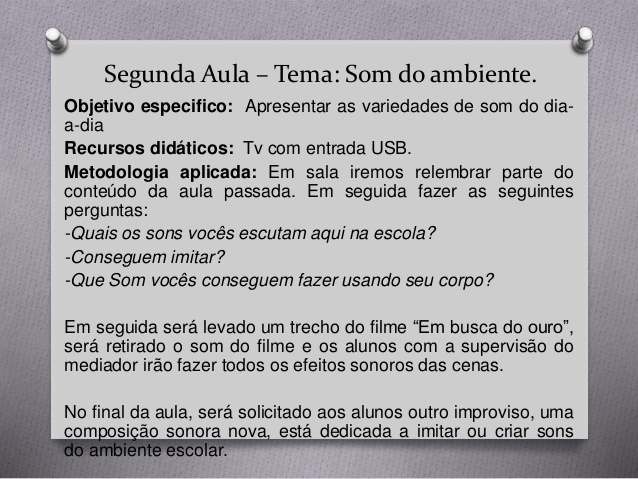 Segunda Aula – Tema: Som do ambiente.
Objetivo especifico: Apresentar as variedades de som do dia-
a-dia
Recursos didáticos: Tv com entrada USB.
Metodologia aplicada: Em sala iremos relembrar parte do
conteúdo da aula passada. Em seguida fazer as seguintes
perguntas:
-Quais os sons vocês escutam aqui na escola?
-Conseguem imitar?
-Que Som vocês conseguem fazer usando seu corpo?
Em seguida será levado um trecho do filme “Em busca do ouro”,
será retirado o som do filme e os alunos com a supervisão do
mediador irão fazer todos os efeitos sonoros das cenas.
No final da aula, será solicitado aos alunos outro improviso, uma
composição sonora nova, está dedicada a imitar ou criar sons
do ambiente escolar.